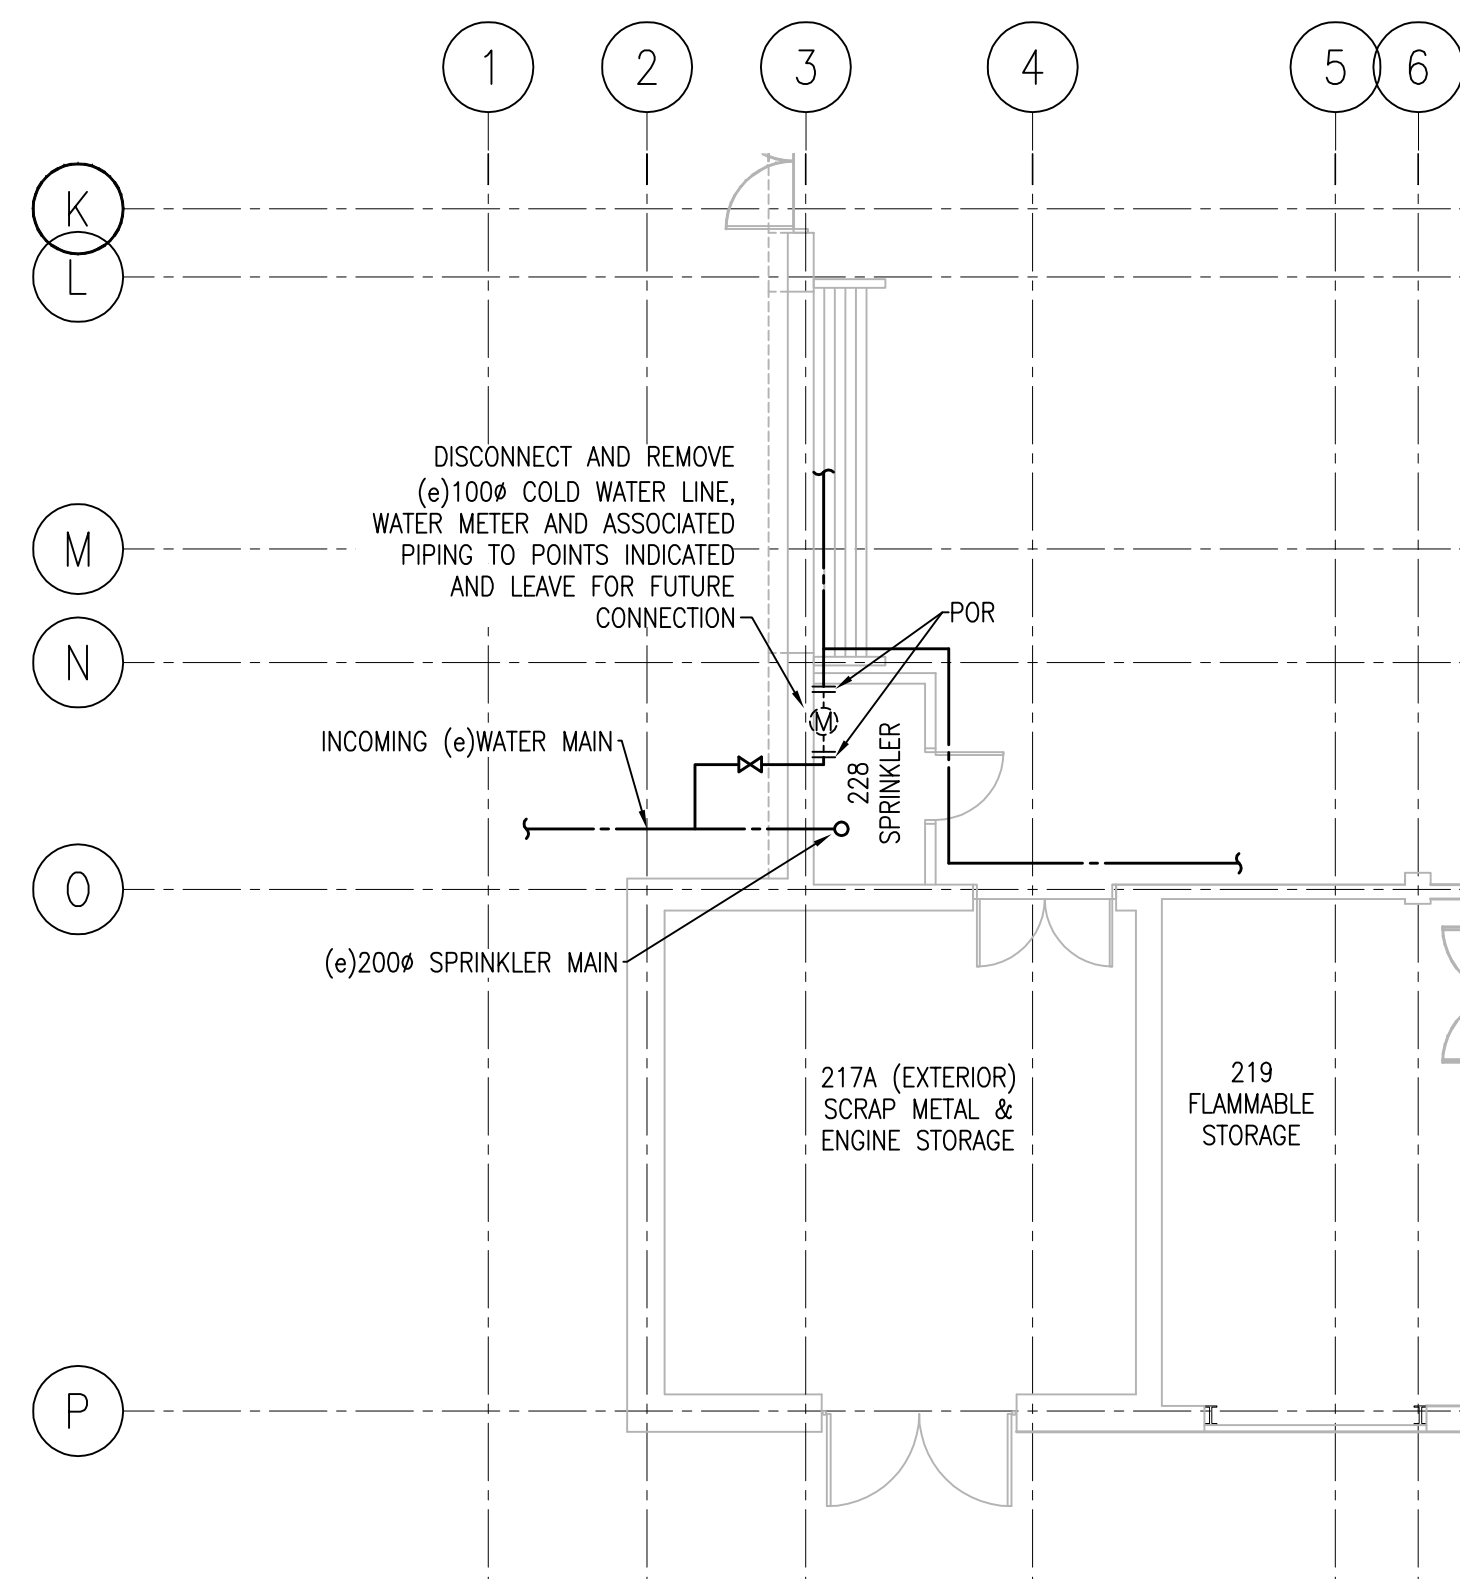 1
2
3
4
5
6
K
L
DISCONNECT AND REMOVE
(e)100ø COLD WATER LINE,
WATER METER AND ASSOCIATED
PIPING TO POINTS INDICATED
AND LEAVE FOR FUTURE
CONNECTION
M
POR
N
M
INCOMING (e)WATER MAIN
228
SPRINKLER
O
(e)200ø SPRINKLER MAIN
217A (EXTERIOR)
SCRAP METAL &
ENGINE STORAGE
219
FLAMMABLE
STORAGE
P